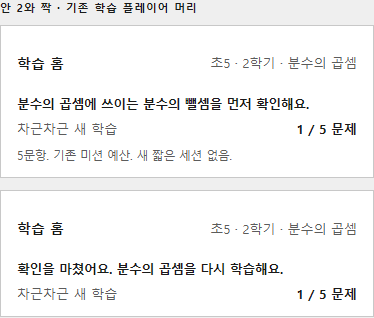 안 2와 짝 · 기존 학습 플레이어 머리
학습 홈 초5 · 2학기 · 분수의 곱셈
분수의 곱셈에 쓰이는 분수의 뺄셈을 먼저 확인해요.
차근차근 새 학습 1 / 5 문제
5문항. 기존 미션 예산. 새 짧은 세션 없음.
학습 홈 초5 · 2학기 · 분수의 곱셈
확인을 마쳤어요. 분수의 곱셈을 다시 학습해요.
차근차근 새 학습 1 / 5 문제